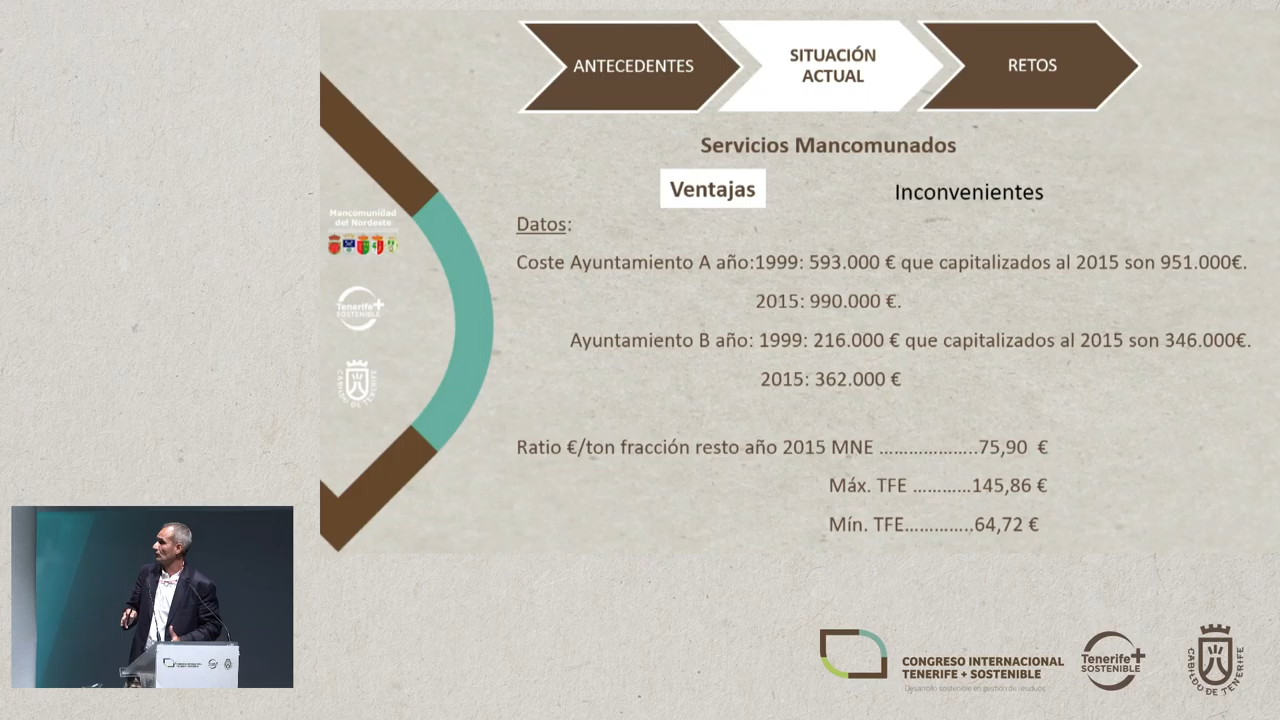 ANTECEDENTES
SITUACIÓN
ACTUAL
RETOS
Servicios Mancomunados
Ventajas
Inconvenientes
Datos:
Coste Ayuntamiento A año:1999: 593.000 € que capitalizados al 2015 son 951.000€.
2015: 990.000 €.
Ayuntamiento B año: 1999: 216.000 € que capitalizados al 2015 son 346.000€.
2015: 362.000 €
Ratio €/ton fracción resto año 2015 MNE ………………..75,90 €
Máx. TFE …………145,86 €
Mín. TFE…………..64,72 €
Mancomunidad
del Nordeste
Tenerife+
SOSTENIBLE
CABILDO DE TENERIFE
CONGRESO INTERNACIONAL
TENERIFE + SOSTENIBLE
Desarrollo sostenible en gestión de residuos
Tenerife+
SOSTENIBLE
CABILDO DE TENERIFE